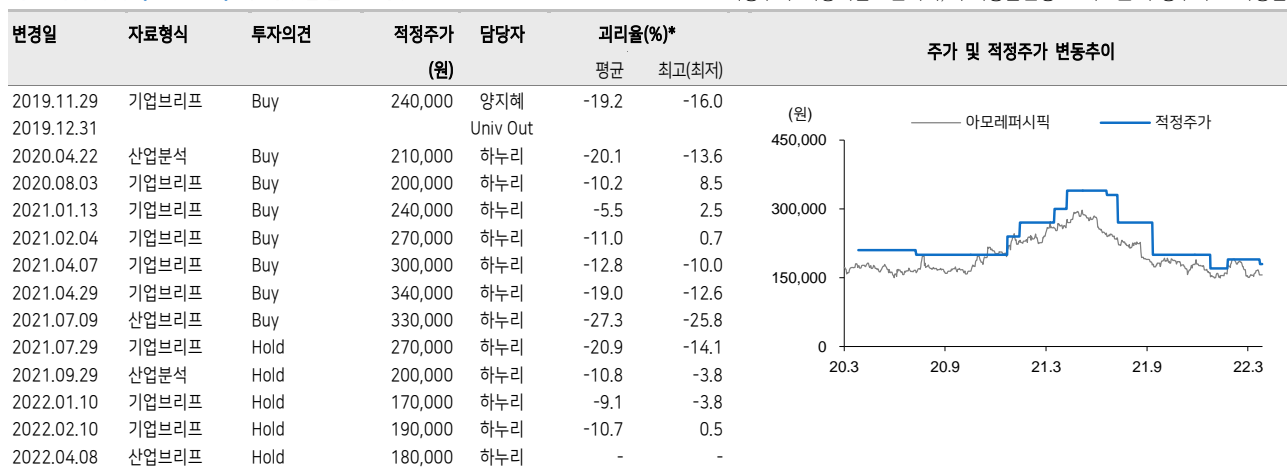 변경일 자료형식 투자의견 적정주가 담당자 괴리율(%)* 주가 및 적정주가 변동추이
(원) 평균 최고(최저)
2019.11.29 기업브리프 Buy 240,000 양지혜 -19.2 -16.0
2019.12.31 Univ Out
2020.04.22 산업분석 Buy 210,000 하누리 -20.1 -13.6
2020.08.03 기업브리프 Buy 200,000 하누리 -10.2 8.5
2021.01.13 기업브리프 Buy 240,000 하누리 -5.5 2.5
2021.02.04 기업브리프 Buy 270,000 하누리 -11.0 0.7
2021.04.07 기업브리프 Buy 300,000 하누리 -12.8 -10.0
2021.04.29 기업브리프 Buy 340,000 하누리 -19.0 -12.6
2021.07.09 산업브리프 Buy 330,000 하누리 -27.3 -25.8
2021.07.29 기업브리프 Hold 270,000 하누리 -20.9 -14.1
2021.09.29 산업분석 Hold 200,000 하누리 -10.8 -3.8
2022.01.10 기업브리프 Hold 170,000 하누리 -9.1 -3.8
2022.02.10 기업브리프 Hold 190,000 하누리 -10.7 0.5
2022.04.08 산업브리프 Hold 180,000 하누리 - -
(원)
아모레퍼시픽 적정주가
450,000
300,000
150,000
0
20.3 20.9 21.3 21.9 22.3